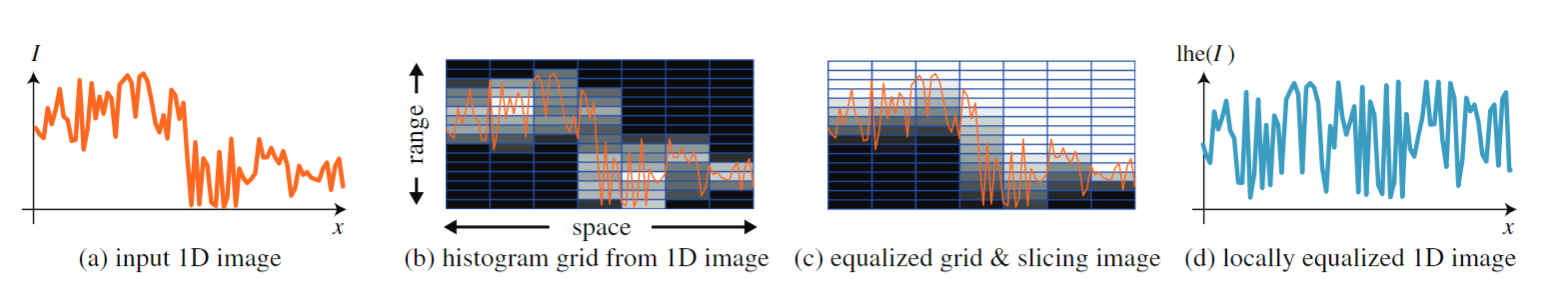 I
x
(a) input 1D image
range
space
(b) histogram grid from 1D image
(c) equalized grid & slicing image
lhe(I )
x
(d) locally equalized 1D image